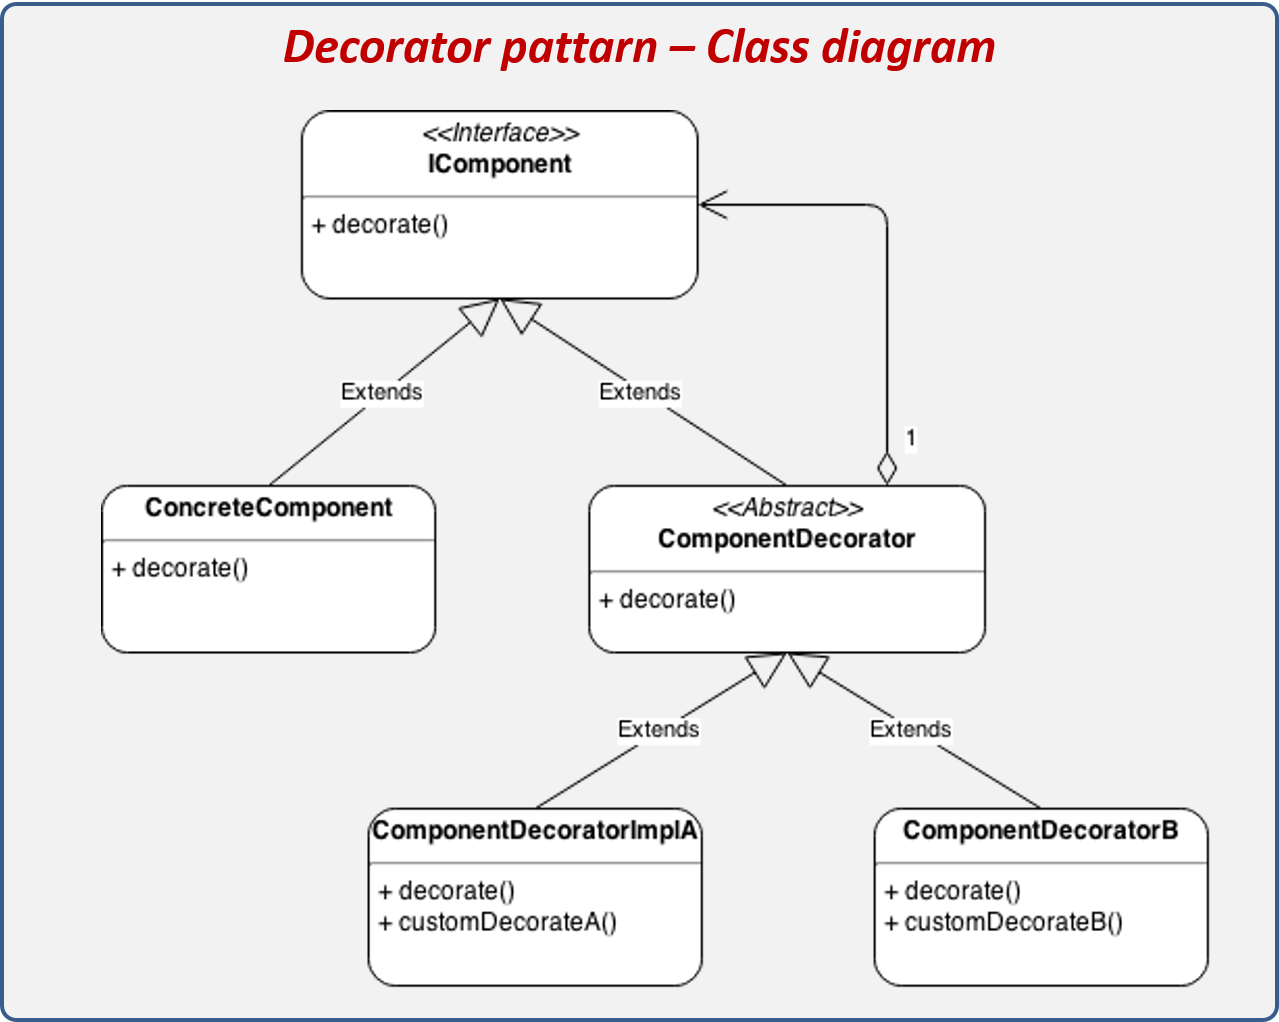 Decorator pattarn – Class diagram
<<Interface>>
IComponent
+ decorate()
Extends
Extends
1
ConcreteComponent
+ decorate()
<<Abstract>>
ComponentDecorator
+ decorate()
Extends
Extends
ComponentDecoratorImplA
+ decorate()
+ customDecorateA()
ComponentDecoratorB
+ decorate()
+ customDecorateB()